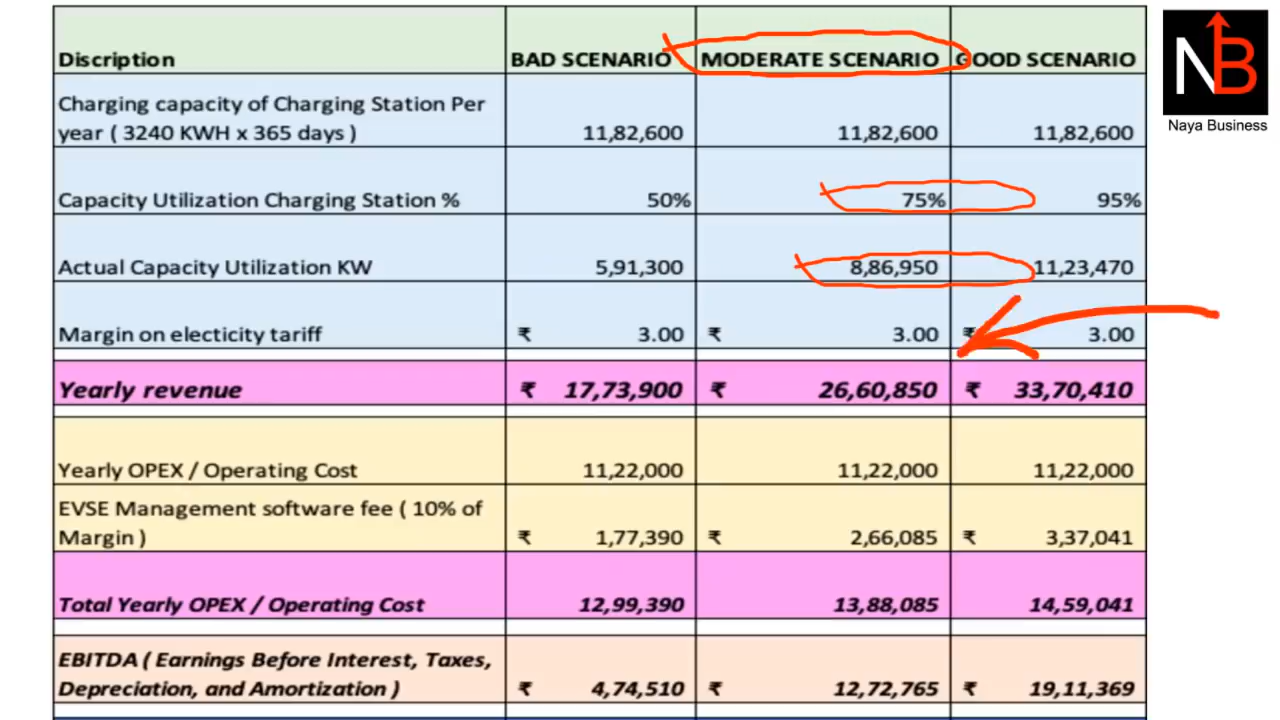 Discription BAD SCENARIO MODERATE SCENARIO GOOD SCENARIO
Charging capacity of Charging Station Per
year ( 3240 KWH x 365 days ) 11,82,600 11,82,600 11,82,600
Capacity Utilization Charging Station % 50% 75% 95%
Actual Capacity Utilization KW 5,91,300 8,86,950 11,23,470
Margin on electicity tariff ₹ 3.00 ₹ 3.00 ₹ 3.00
Yearly revenue ₹ 17,73,900 ₹ 26,60,850 ₹ 33,70,410
Yearly OPEX / Operating Cost 11,22,000 11,22,000 11,22,000
EVSE Management software fee ( 10% of
Margin ) ₹ 1,77,390 ₹ 2,66,085 ₹ 3,37,041
Total Yearly OPEX / Operating Cost 12,99,390 13,88,085 14,59,041
EBITDA ( Earnings Before Interest, Taxes,
Depreciation, and Amortization ) ₹ 4,74,510 ₹ 12,72,765 ₹ 19,11,369
NB
Naya Business